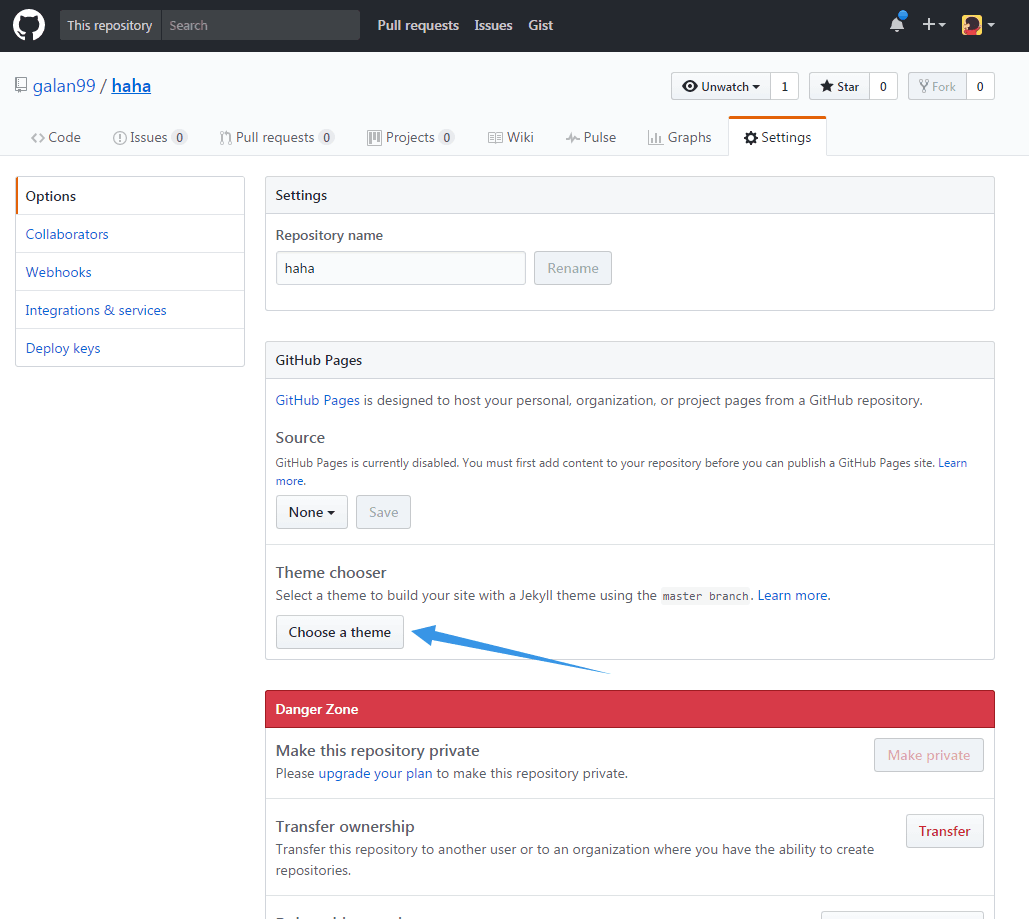 This repository Search Pull requests Issues Gist
galan99 / haha Unwatch 1 Star 0 Fork 0
Code Issues 0 Pull requests 0 Projects 0 Wiki Pulse Graphs Settings
Options
Collaborators
Webhooks
Integrations & services
Deploy keys
Settings
Repository name
haha Rename
GitHub Pages
GitHub Pages is designed to host your personal, organization, or project pages from a GitHub repository.
Source
GitHub Pages is currently disabled. You must first add content to your repository before you can publish a GitHub Pages site. Learn
more.
None Save
Theme chooser
Select a theme to build your site with a Jekyll theme using the master branch. Learn more.
Choose a theme
Danger Zone
Make this repository private
Please upgrade your plan to make this repository private.
Make private
Transfer ownership
Transfer this repository to another user or to an organization where you have the ability to create
repositories.
Transfer